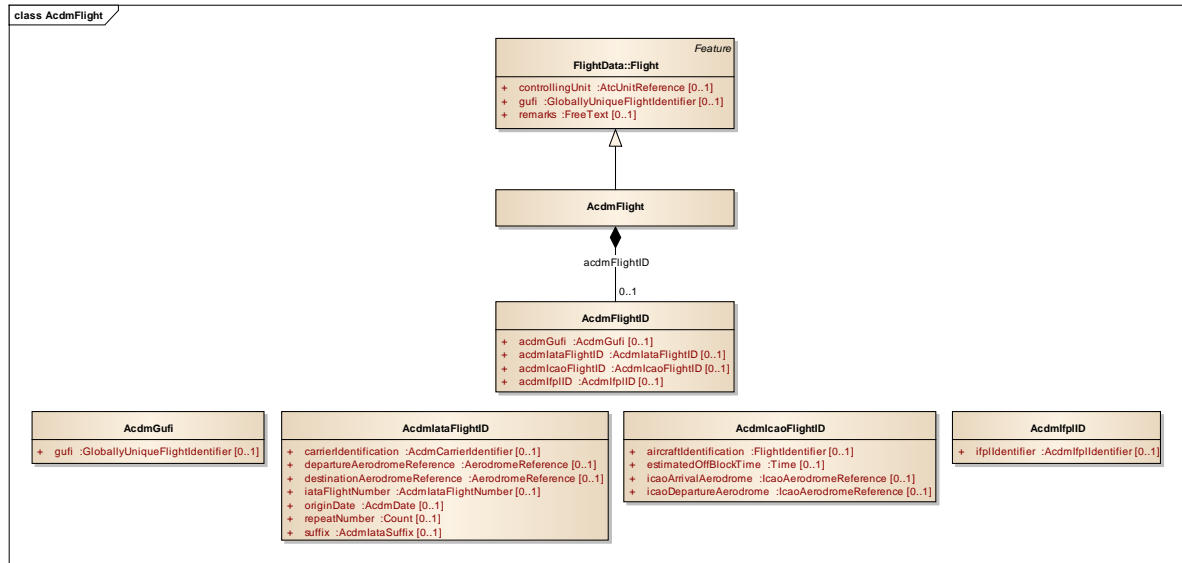 class AcdmFlight
Feature
FlightData::Flight
+ controllingUnit :AtcUnitReference [0..1]
+ gufi :GloballyUniqueFlightIdentifier [0..1]
+ remarks :FreeText [0..1]
AcdmFlight
acdmFlightID
0..1
AcdmFlightID
+ acdmGufi :AcdmGufi [0..1]
+ acdmIataFlightID :AcdmIataFlightID [0..1]
+ acdmIcaoFlightID :AcdmIcaoFlightID [0..1]
+ acdmIfplID :AcdmIfplID [0..1]
AcdmGufi
+ gufi :GloballyUniqueFlightIdentifier [0..1]
AcdmIataFlightID
+ carrierIdentification :AcdmCarrierIdentifier [0..1]
+ departureAerodromeReference :AerodromeReference [0..1]
+ destinationAerodromeReference :AerodromeReference [0..1]
+ iataFlightNumber :AcdmIataFlightNumber [0..1]
+ originDate :AcdmDate [0..1]
+ repeatNumber :Count [0..1]
+ suffix :AcdmIataSuffix [0..1]
AcdmIcaoFlightID
+ aircraftIdentification :FlightIdentifier [0..1]
+ estimatedOffBlockTime :Time [0..1]
+ icaoArrivalAerodrome :IcaoAerodromeReference [0..1]
+ icaoDepartureAerodrome :IcaoAerodromeReference [0..1]
AcdmIfplID
+ ifplIdentifier :AcdmIfplIdentifier [0..1]